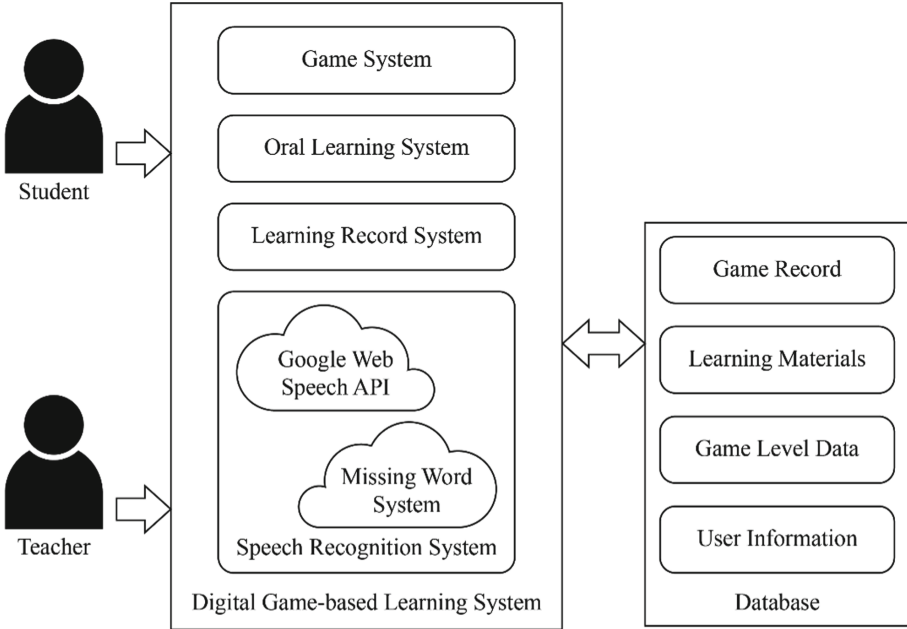 Student
Teacher
Game System
Oral Learning System
Learning Record System
Google Web
Speech API
Missing Word
System
Speech Recognition System
Digital Game-based Learning System
Game Record
Learning Materials
Game Level Data
User Information
Database